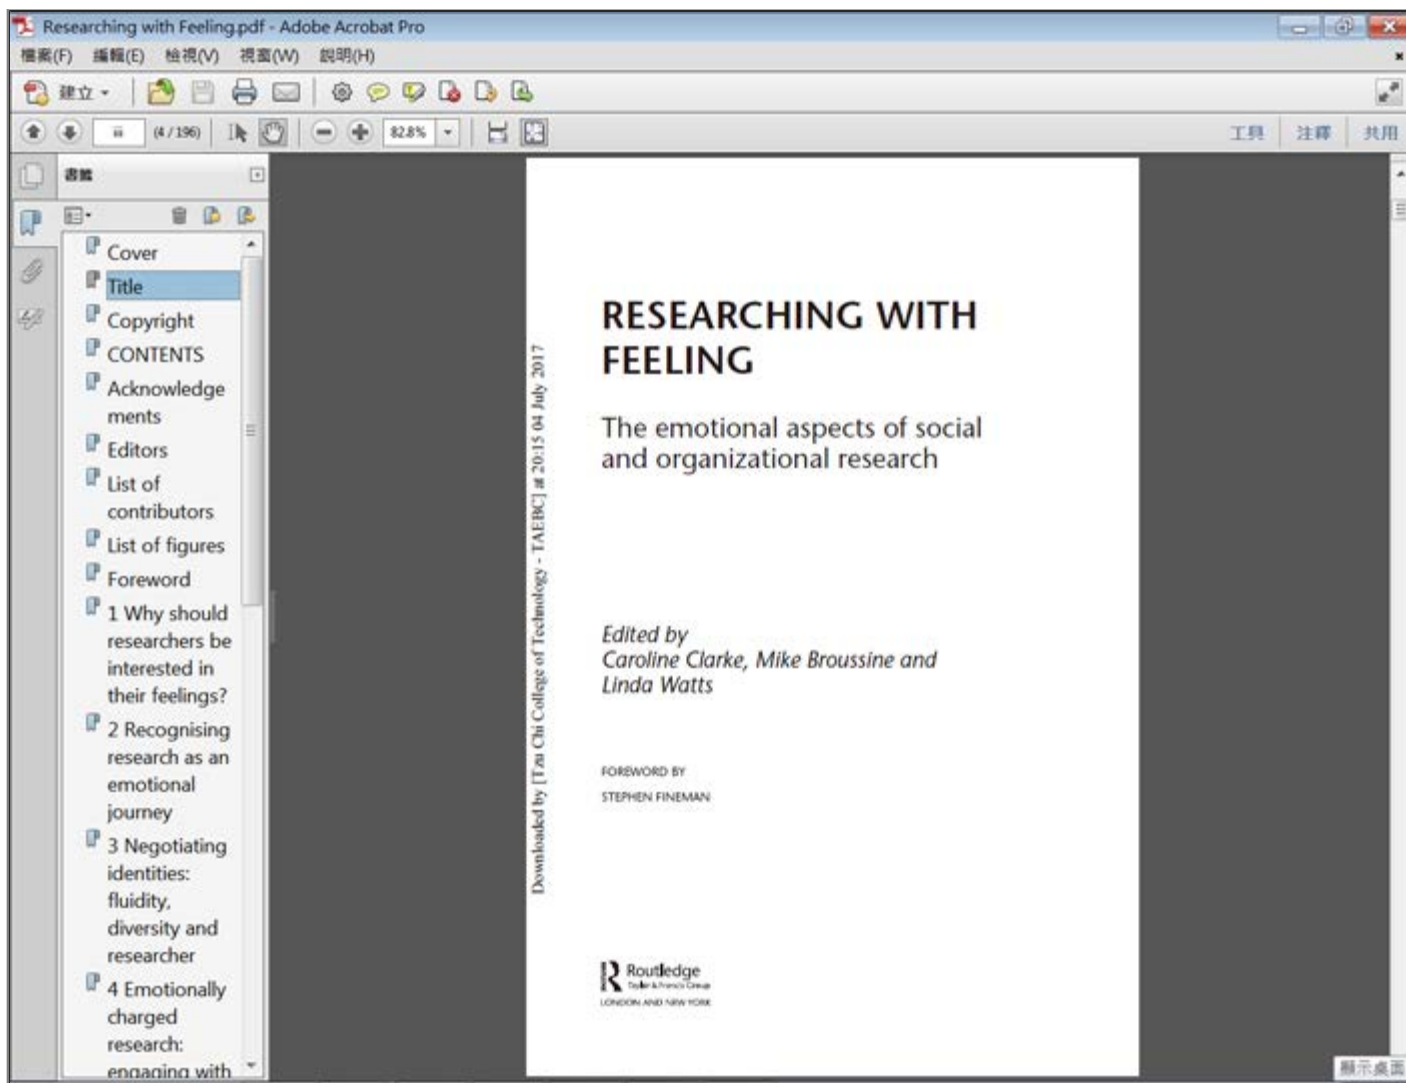 Researching with Feeling.pdf - Adobe Acrobat Pro
檔案(F) 編輯(E) 檢視(V) 視窗(W) 說明(H)
建立
iii (4 / 196) 82.8% 工具 注釋 共用
書籤
Cover
Title
Copyright
CONTENTS
Acknowledge
ments
Editors
List of
contributors
List of figures
Foreword
1 Why should
researchers be
interested in
their feelings?
2 Recognising
research as an
emotional
journey
3 Negotiating
identities:
fluidity,
diversity and
researcher
4 Emotionally
charged
research:
engaging with
Downloaded by [Tzu Chi College of Technology - TAEBC] at 20:15 04 July 2017
RESEARCHING WITH
FEELING
The emotional aspects of social
and organizational research
Edited by
Caroline Clarke, Mike Broussine and
Linda Watts
FOREWORD BY
STEPHEN FINEMAN
Routledge
Taylor & Francis Group
LONDON AND NEW YORK
顯示桌面